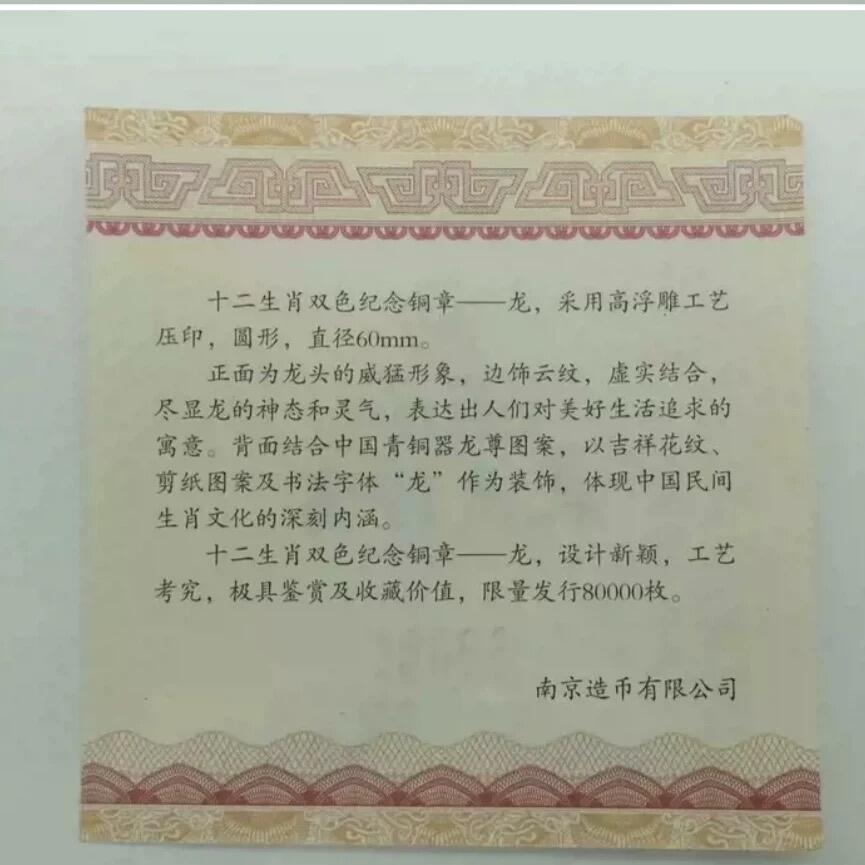 十二生肖双色纪念铜章——龙，采用高浮雕工艺
压印，圆形，直径60mm。
正面为龙头的威猛形象，边饰云纹，虚实结合，
尽显龙的神态和灵气，表达出人们对美好生活追求的
寓意。背面结合中国青铜器龙尊图案，以吉祥花纹、
剪纸图案及书法字体“龙”作为装饰，体现中国民间
生肖文化的深刻内涵。
十二生肖双色纪念铜章——龙，设计新颖，工艺
考究，极具鉴赏及收藏价值，限量发行80000枚。
南京造币有限公司